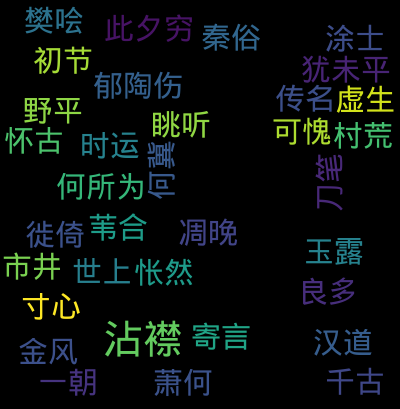 樊哙 此夕穷 秦俗 涂士
初节 犹未平
郁陶伤 传名 虚生
野平 眺听 可愧 村荒
怀古 时运 何冀
何所为 刀笔
徙倚 苇合 凋晚
玉露
市井 世上 怅然
良多
寸心
沾襟 寄言 汉道
金风
一朝 萧何 千古